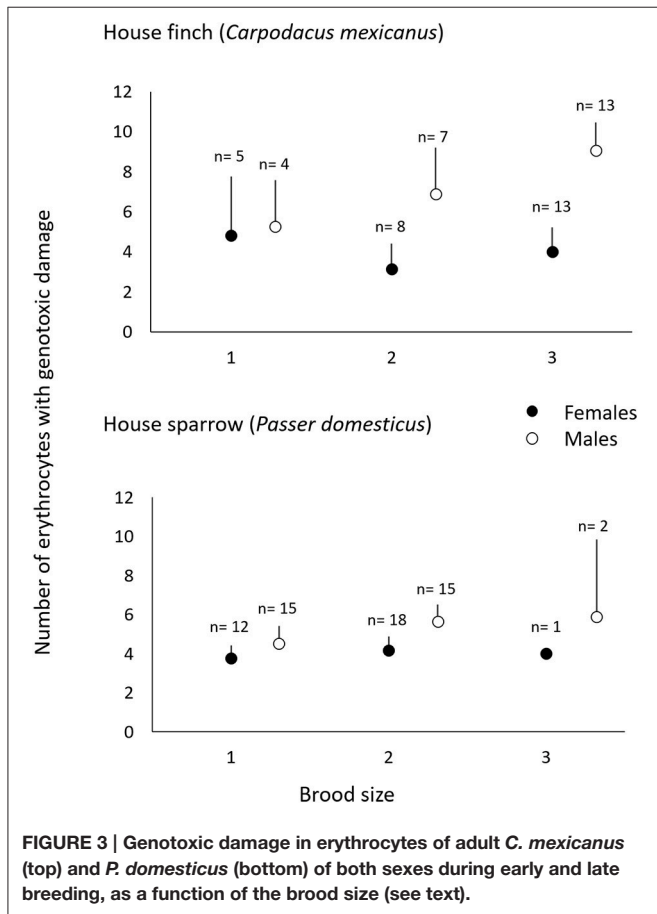 House finch (Carpodacus mexicanus)
12
10
8
6
4
2
0
n= 5
n= 4
n= 8
n= 7
n= 13
n= 13
1
2
3
Number of erythrocytes with genotoxic damage
House sparrow (Passer domesticus)
Females
Males
12
10
8
6
4
2
0
n= 12
n= 15
n= 18
n= 15
n= 1
n= 2
1
2
3
Brood size
FIGURE 3 | Genotoxic damage in erythrocytes of adult C. mexicanus
(top) and P. domesticus (bottom) of both sexes during early and late
breeding, as a function of the brood size (see text).